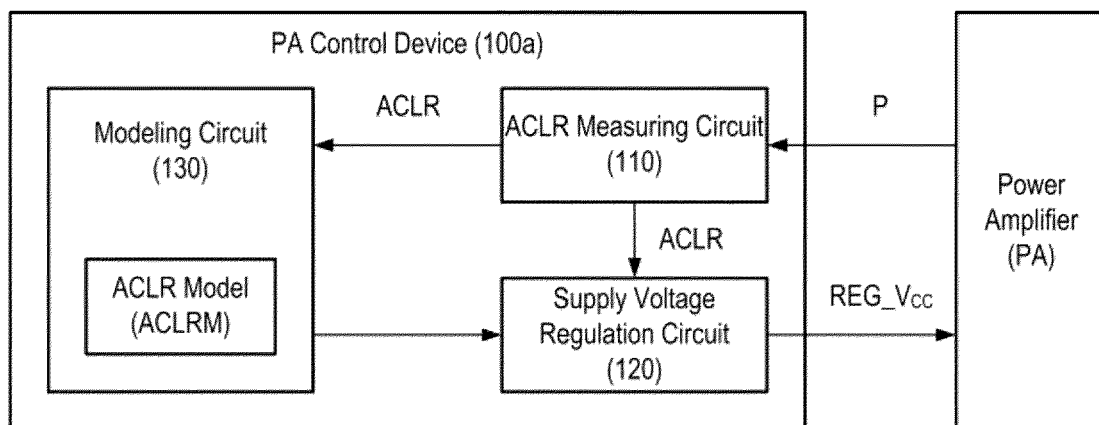 PA Control Device (100a)
Modeling Circuit
(130)
ACLR Model
(ACLRM)
ACLR
ACLR Measuring Circuit
(110)
ACLR
Supply Voltage
Regulation Circuit
(120)
P
REG_VCC
Power
Amplifier
(PA)